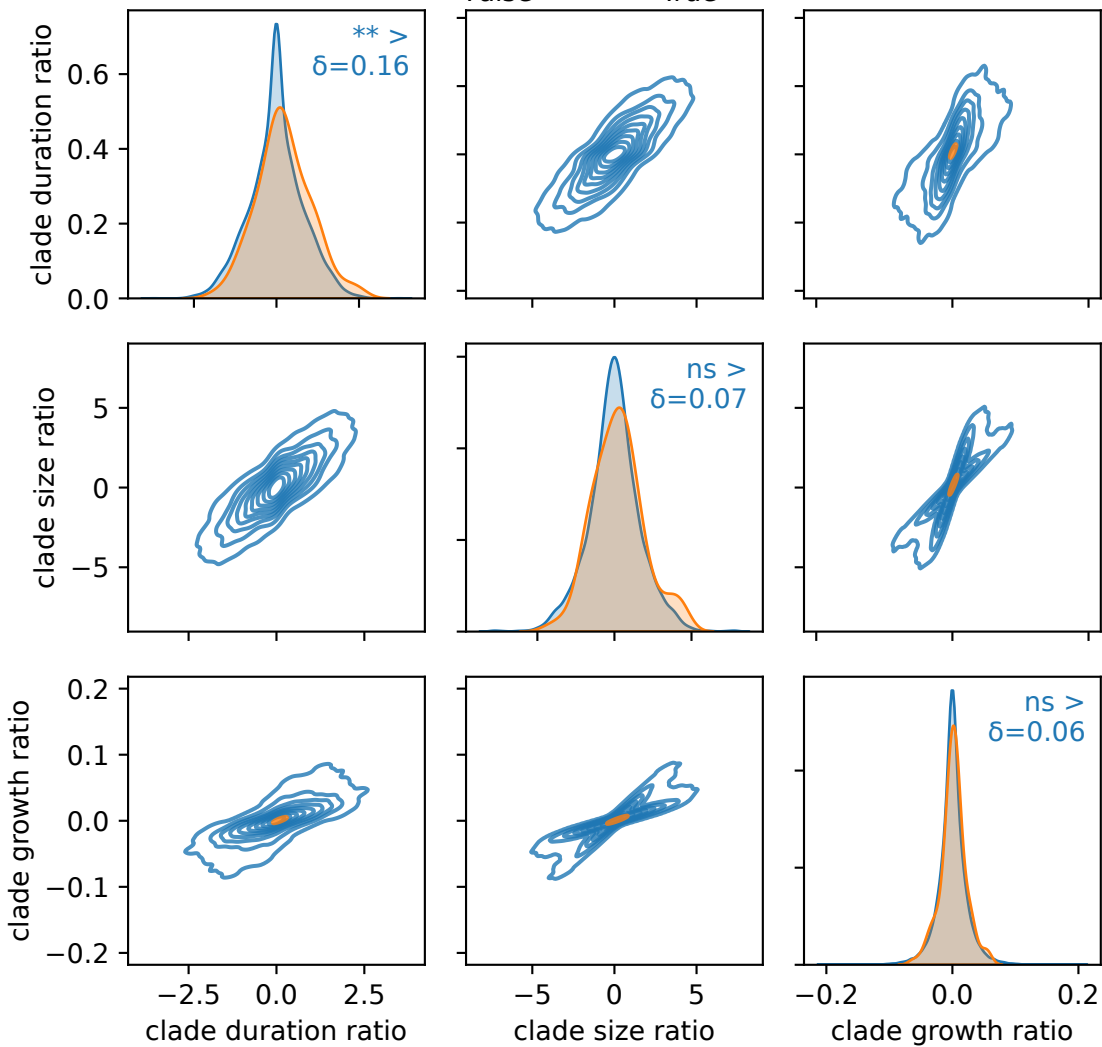 clade duration ratio
0.6
0.4
0.2
0.0
** >
δ=0.16
clade size ratio
5
0
−5
ns >
δ=0.07
clade growth ratio
0.2
0.1
0.0
−0.1
−0.2
ns >
δ=0.06
−2.5 0.0 2.5
clade duration ratio
−5 0 5
clade size ratio
−0.2 0.0 0.2
clade growth ratio